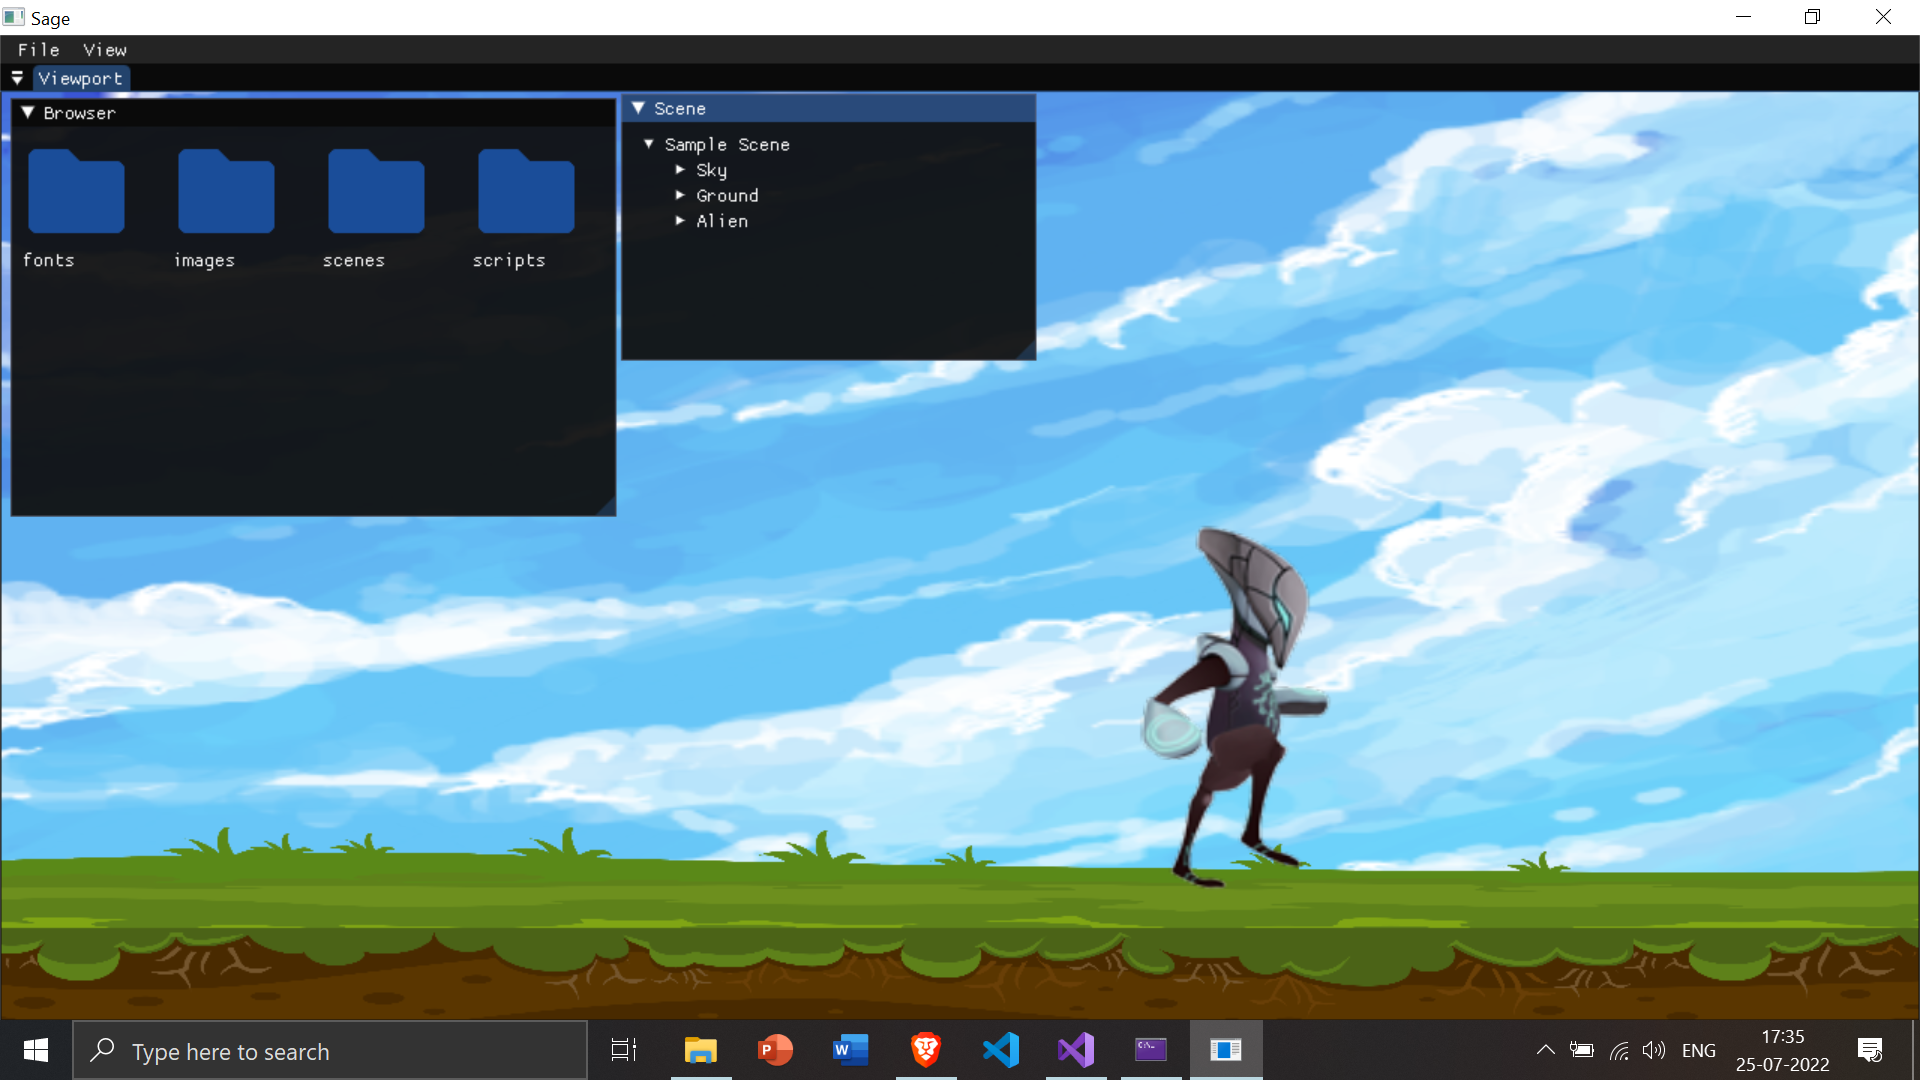 Sage
File View
Viewport
Browser
fonts images scenes scripts
Scene
Sample Scene
Sky
Ground
Alien
Type here to search
P
W
C:\_
ENG
17:35
25-07-2022